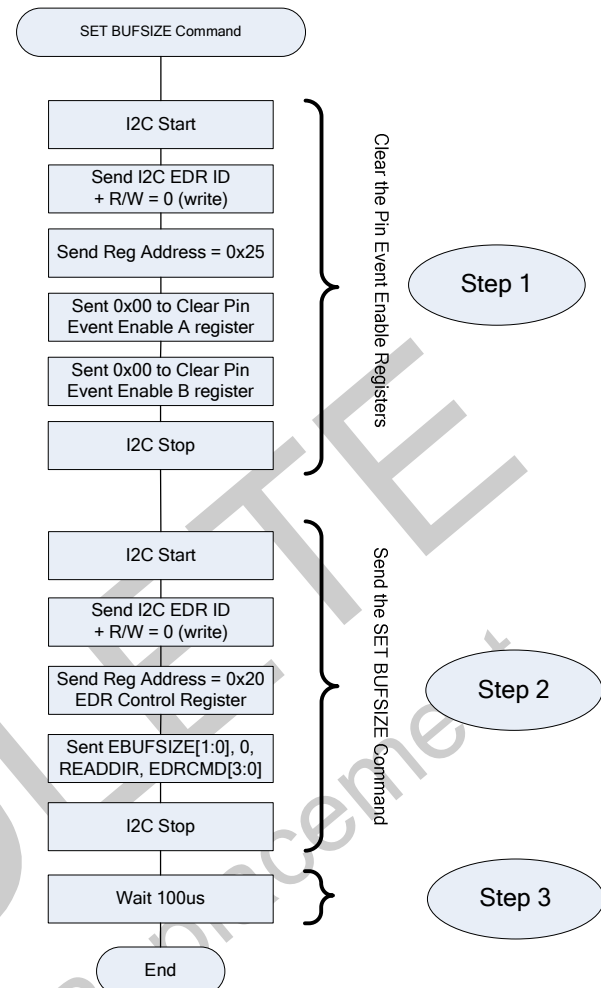 SET BUFSIZE Command
I2C Start
Send I2C EDR ID
+ R/W = 0 (write)
Send Reg Address = 0x25
Sent 0x00 to Clear Pin
Event Enable A register
Sent 0x00 to Clear Pin
Event Enable B register
I2C Stop
Clear the Pin Event Enable Registers
Step 1
I2C Start
Send I2C EDR ID
+ R/W = 0 (write)
Send Reg Address = 0x20
EDR Control Register
Sent EBUFSIZE[1:0], 0,
READDIR, EDRCMD[3:0]
I2C Stop
Send the SET BUFSIZE Command
Step 2
Wait 100us
Step 3
End